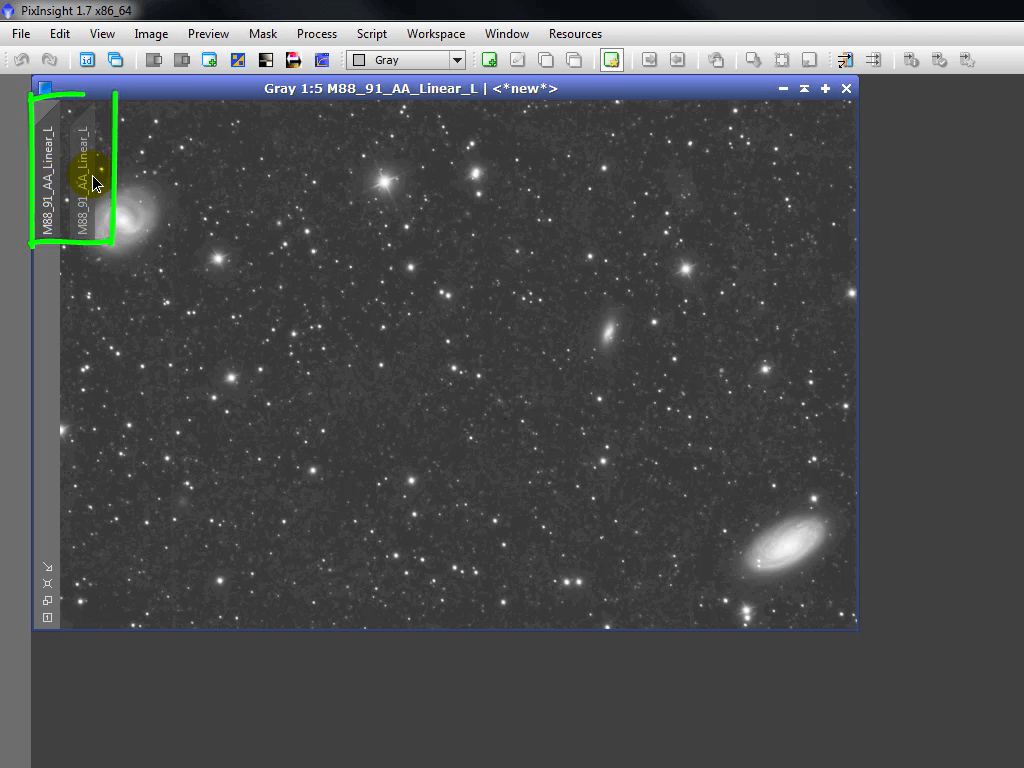 PixInsight 1.7 x86_64
File Edit View Image Preview Mask Process Script Workspace Window Resources
id Gray
Gray 1:5 M88_91_AA_Linear_L | <*new*>
M88_91_AA_Linear_L
M88_91_AA_Linear_L